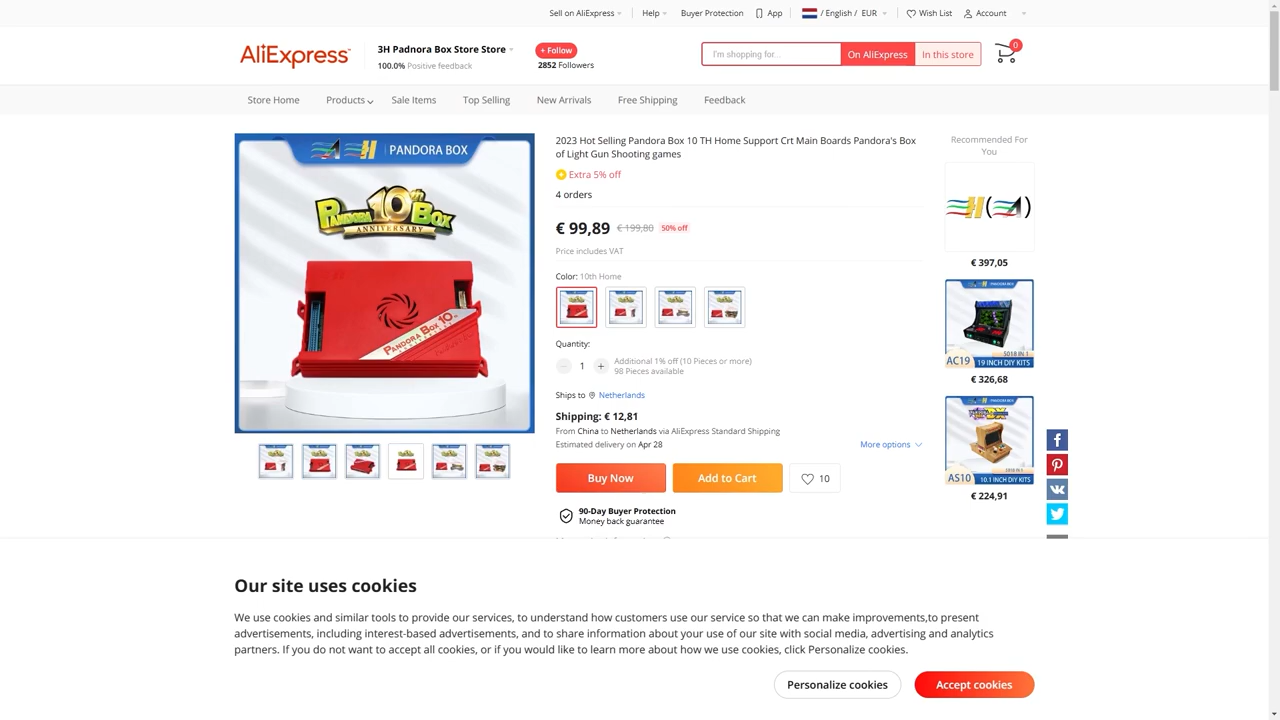 Sell on AliExpress
Help
Buyer Protection
App
/ English / EUR
Wish List
Account
AliExpress
3H Padnora Box Store Store
100.0% Positive feedback
+ Follow
2852 Followers
I'm shopping for...
On AliExpress
In this store
0
Store Home
Products
Sale Items
Top Selling
New Arrivals
Free Shipping
Feedback
PANDORA BOX
PANDORA 10th BOX
ANNIVERSARY
PANDORA BOX 10
2023 Hot Selling Pandora Box 10 TH Home Support Crt Main Boards Pandora's Box
of Light Gun Shooting games
Extra 5% off
4 orders
€ 99,89 € 199,80 50% off
Price includes VAT
Color: 10th Home
Quantity:
1
Additional 1% off (10 Pieces or more)
98 Pieces available
Ships to Netherlands
Shipping: € 12,81
From China to Netherlands via AliExpress Standard Shipping
Estimated delivery on Apr 28
More options
Buy Now
Add to Cart
10
90-Day Buyer Protection
Money back guarantee
Recommended For
You
€ 397,05
PANDORA BOX
5018 IN 1
AC19 19 INCH DIY KITS
€ 326,68
PANDORA BOX
AS10 10.1 INCH DIY KITS
€ 224,91
Our site uses cookies
We use cookies and similar tools to provide our services, to understand how customers use our service so that we can make improvements,to present
advertisements, including interest-based advertisements, and to share information about your use of our site with social media, advertising and analytics
partners. If you do not want to accept all cookies, or if you would like to learn more about how we use cookies, click Personalize cookies.
Personalize cookies
Accept cookies